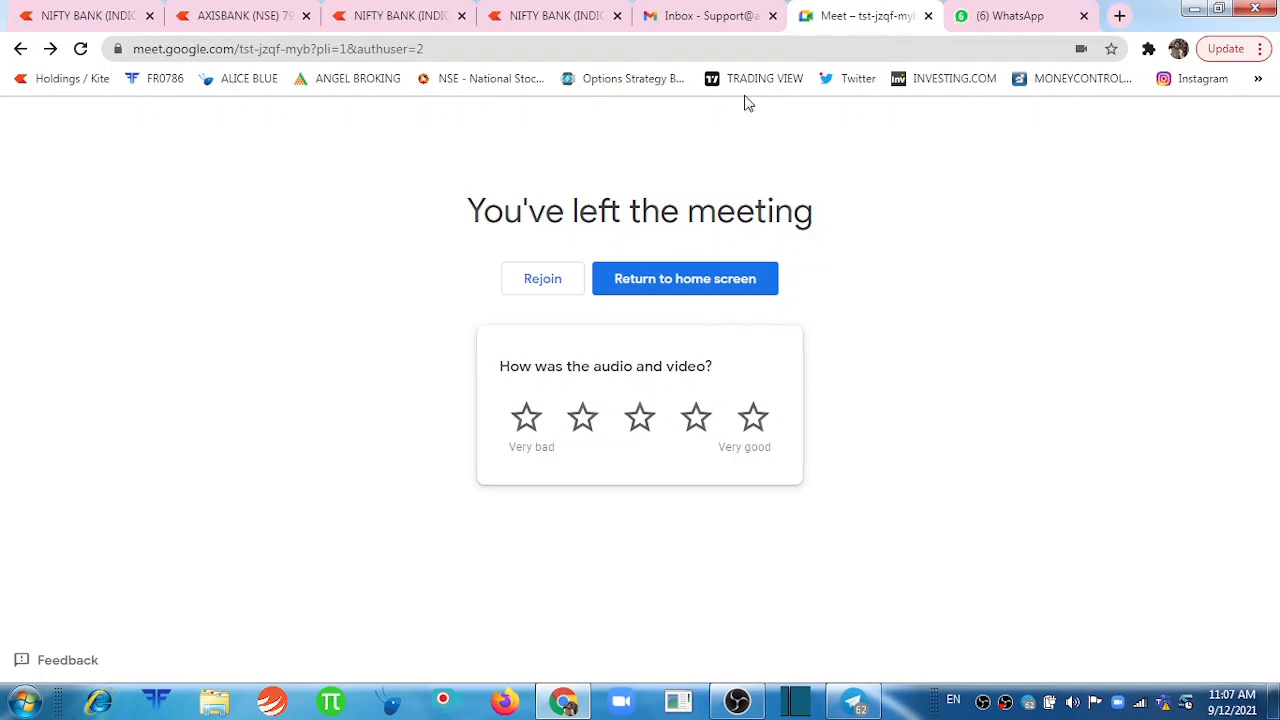 NIFTY BANK (INDIC
AXISBANK (NSE) 79
NIFTY BANK (INDIC
NIFTY BANK (INDIC
Inbox - Support@a
Meet – tst-jzqf-myb
6
(6) WhatsApp
meet.google.com/tst-jzqf-myb?pli=1&authuser=2
Update
Holdings / Kite
FR0786
ALICE BLUE
ANGEL BROKING
NSE - National Stoc...
Options Strategy B...
TRADING VIEW
Twitter
Inv
INVESTING.COM
MONEYCONTROL...
Instagram
»
You've left the meeting
Rejoin
Return to home screen
How was the audio and video?
Very bad
Very good
Feedback
62
EN
11:07 AM
9/12/2021